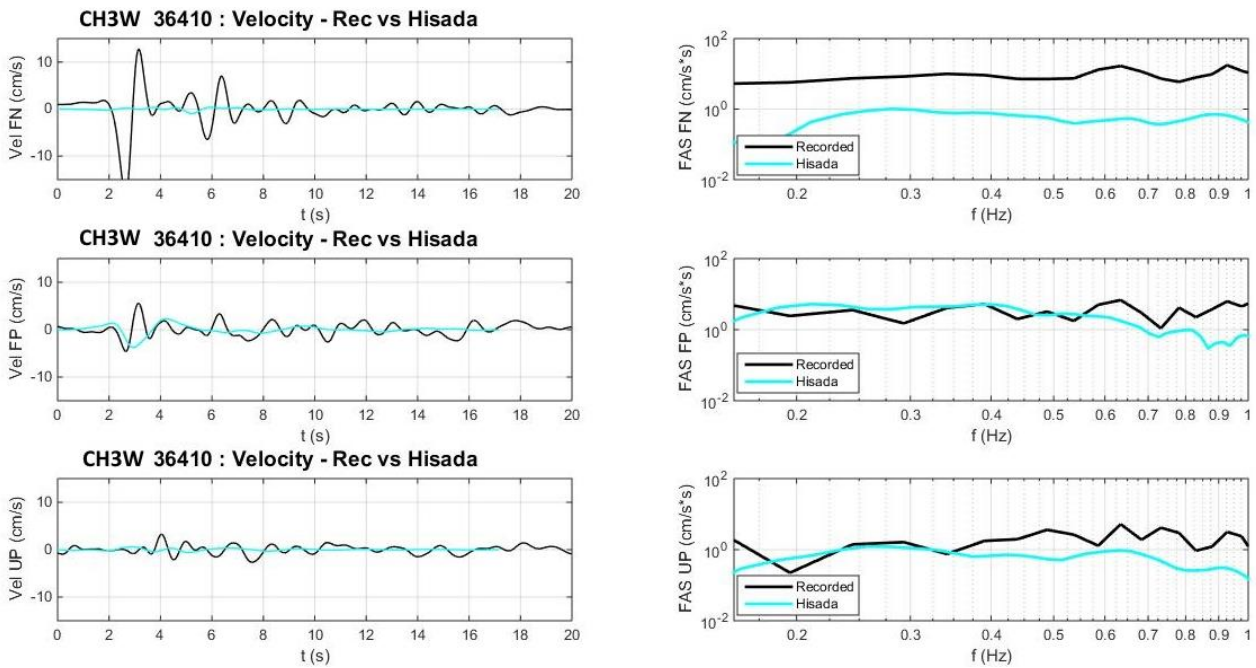 CH3W 36410 : Velocity - Rec vs Hisada
Vel FN (cm/s)
10
0
-10
0 2 4 6 8 10 12 14 16 18 20
t (s)
FAS FN (cm/s*s)
10^2
10^0
10^-2
Recorded
Hisada
0.2 0.3 0.4 0.5 0.6 0.7 0.8 0.9 1
f (Hz)
CH3W 36410 : Velocity - Rec vs Hisada
Vel FP (cm/s)
10
0
-10
0 2 4 6 8 10 12 14 16 18 20
t (s)
FAS FP (cm/s*s)
10^2
10^0
10^-2
Recorded
Hisada
0.2 0.3 0.4 0.5 0.6 0.7 0.8 0.9 1
f (Hz)
CH3W 36410 : Velocity - Rec vs Hisada
Vel UP (cm/s)
10
0
-10
0 2 4 6 8 10 12 14 16 18 20
t (s)
FAS UP (cm/s*s)
10^2
10^0
10^-2
Recorded
Hisada
0.2 0.3 0.4 0.5 0.6 0.7 0.8 0.9 1
f (Hz)